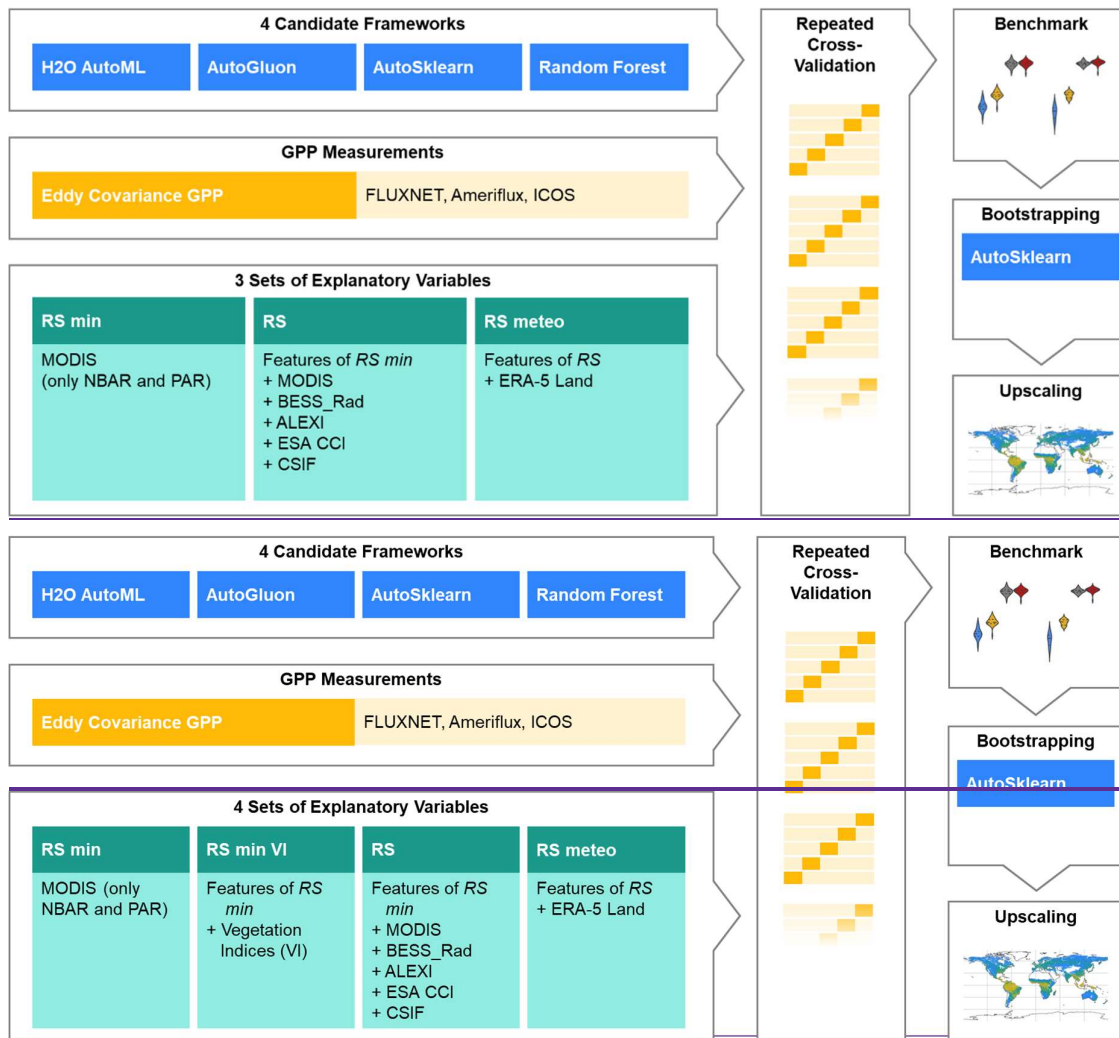 4 Candidate Frameworks
H2O AutoML
AutoGluon
AutoSklearn
Random Forest
GPP Measurements
Eddy Covariance GPP
FLUXNET, Ameriflux, ICOS
3 Sets of Explanatory Variables
RS min
MODIS
(only NBAR and PAR)
RS
Features of RS min
+ MODIS
+ BESS_Rad
+ ALEXI
+ ESA CCI
+ CSIF
RS meteo
Features of RS
+ ERA-5 Land
Repeated
Cross-
Validation
Benchmark
Bootstrapping
AutoSklearn
Upscaling
4 Candidate Frameworks
H2O AutoML
AutoGluon
AutoSklearn
Random Forest
GPP Measurements
Eddy Covariance GPP
FLUXNET, Ameriflux, ICOS
4 Sets of Explanatory Variables
RS min
MODIS (only
NBAR and PAR)
RS min VI
Features of RS
min
+ Vegetation
Indices (VI)
RS
Features of RS
min
+ MODIS
+ BESS_Rad
+ ALEXI
+ ESA CCI
+ CSIF
RS meteo
Features of RS
+ ERA-5 Land
Repeated
Cross-
Validation
Benchmark
Bootstrapping
AutoSklearn
Upscaling